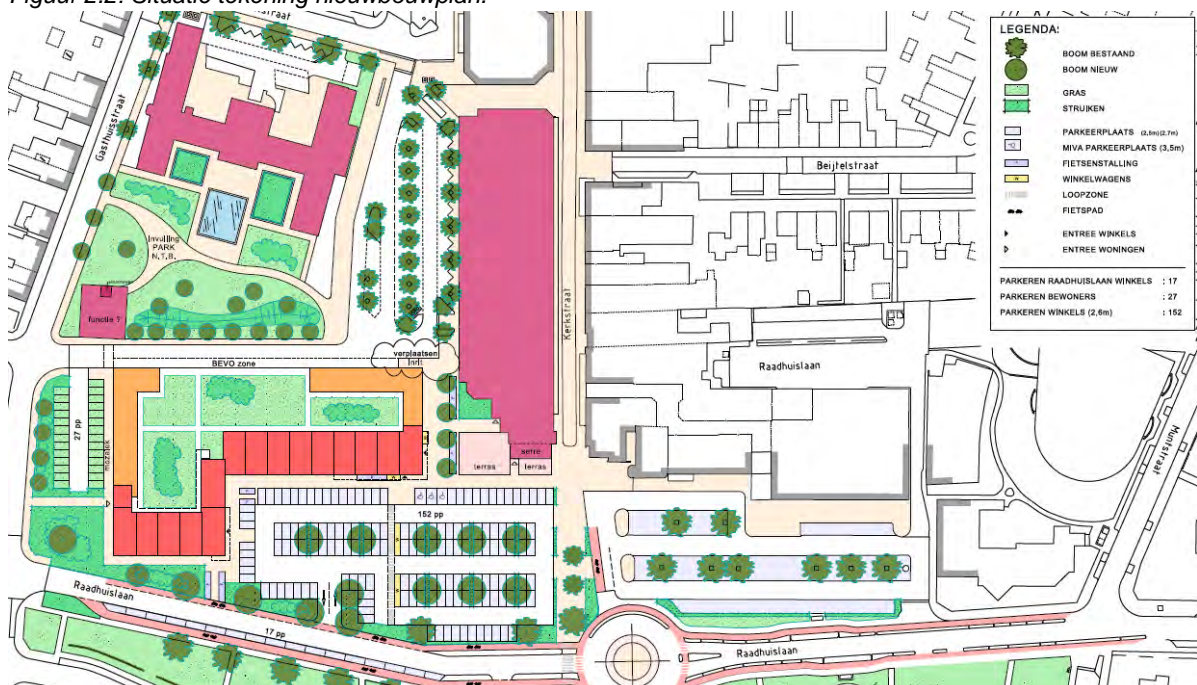 Figuur 2.2: Situatie tekening nieuwbouwplan.
Gasthuisstraat
Invulling
PARK
N.T.B.
functie ?
BEVO zone
verplaatsen
Inrit
27 pp
mozaiek
terras
serre
terras
152 pp
17 pp
Raadhuislaan
Kerkstraat
Beijtelstraat
Raadhuislaan
Muntstraat
Raadhuislaan
LEGENDA:
BOOM BESTAAND
BOOM NIEUW
GRAS
STRUIKEN
PARKEERPLAATS (2,5m)(2.7m)
MIVA PARKEERPLAATS (3,5m)
FIETSENSTALLING
WINKELWAGENS
LOOPZONE
FIETSPAD
ENTREE WINKELS
ENTREE WONINGEN
PARKEREN RAADHUISLAAN WINKELS : 17
PARKEREN BEWONERS : 27
PARKEREN WINKELS (2,6m) : 152